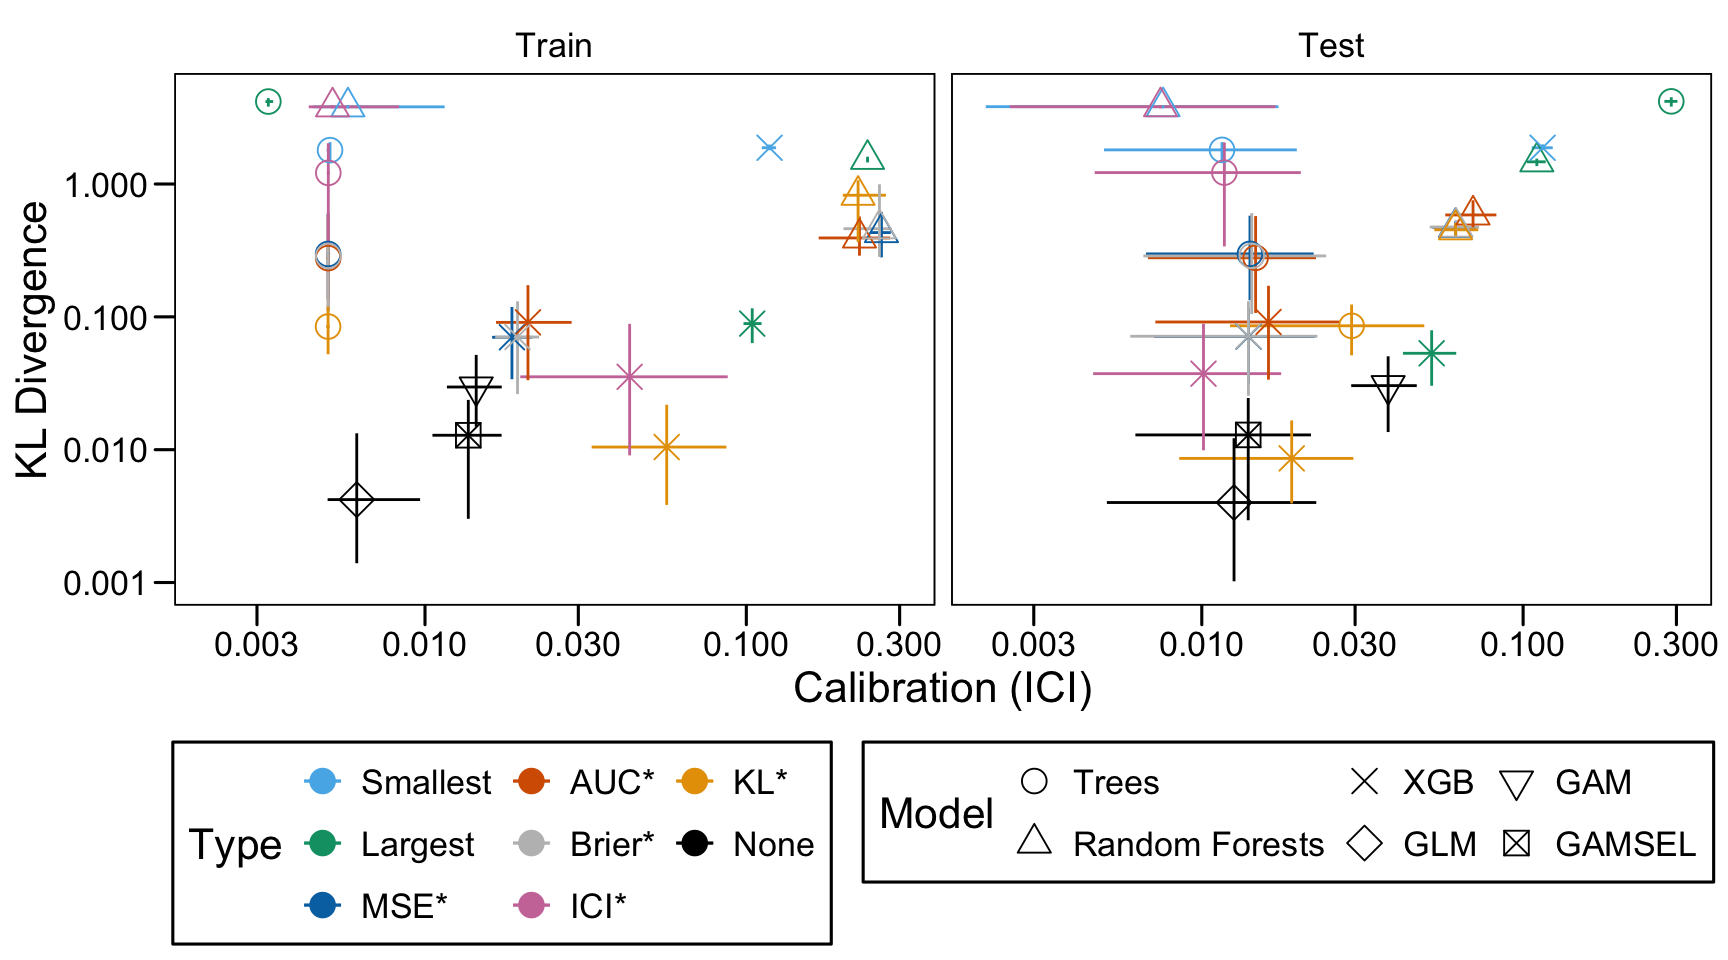 Train
Test
KL Divergence
1.000
0.100
0.010
0.001
0.003 0.010 0.030 0.100 0.300
0.003 0.010 0.030 0.100 0.300
Calibration (ICI)
Type
Smallest AUC* KL*
Largest Brier* None
MSE* ICI*
Model
Trees XGB GAM
Random Forests GLM GAMSEL